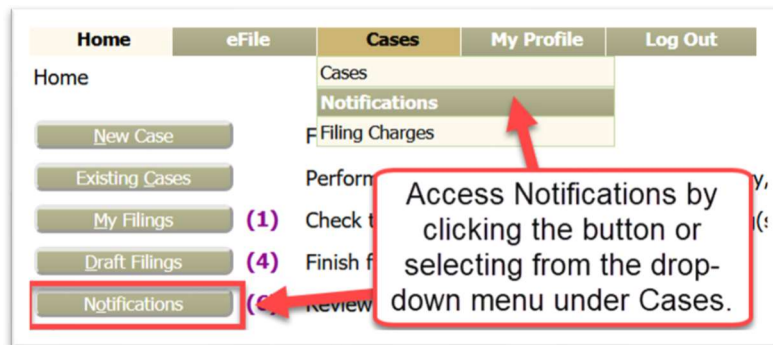 Home eFile Cases My Profile Log Out
Home
Cases
Notifications
Filing Charges
New Case F
Existing Cases Perform y,
My Filings (1) Check t (
Draft Filings (4) Finish f
Notifications Review
Access Notifications by
clicking the button or
selecting from the drop-
down menu under Cases.